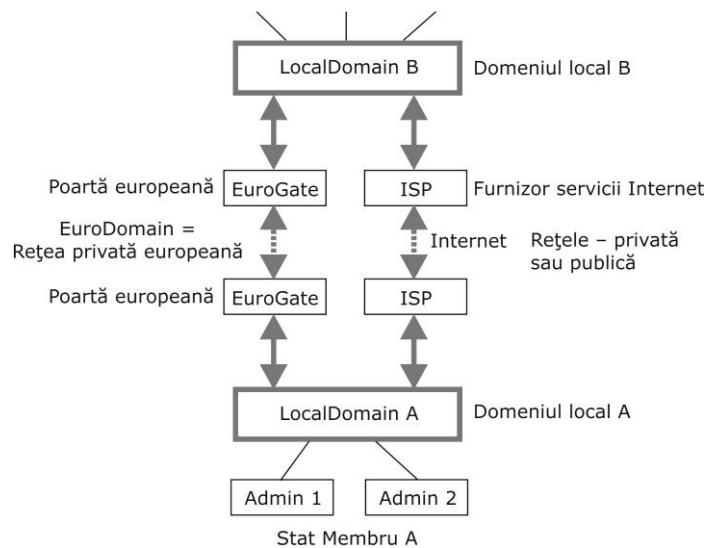 LocalDomain B Domeniul local B
Poartă europeană EuroGate ISP Furnizor servicii Internet
EuroDomain =
Reţea privată europeană
Internet Reţele – privată
sau publică
Poartă europeană EuroGate ISP
LocalDomain A Domeniul local A
Admin 1 Admin 2
Stat Membru A